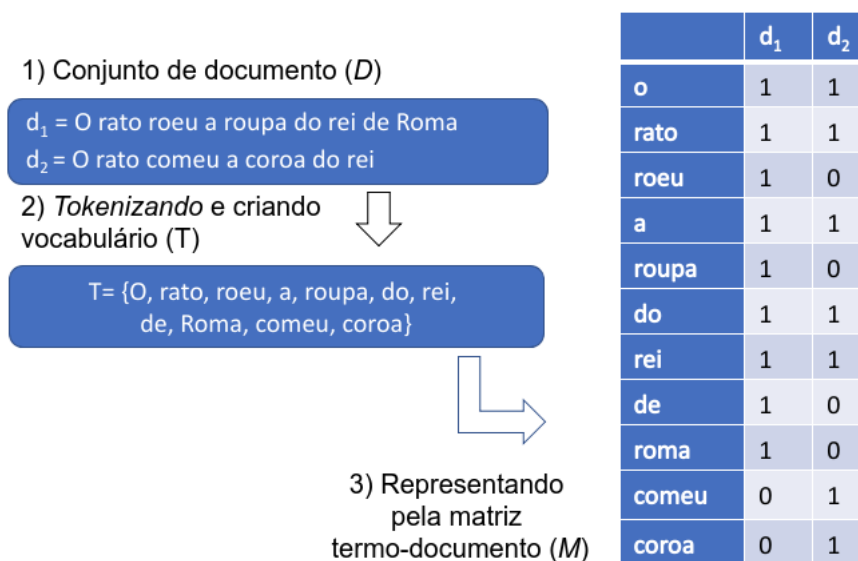 1) Conjunto de documento (D)
d₁ = O rato roeu a roupa do rei de Roma
d₂ = O rato comeu a coroa do rei
2) Tokenizando e criando
vocabulário (T)
T= {O, rato, roeu, a, roupa, do, rei,
de, Roma, comeu, coroa}
3) Representando
pela matriz
termo-documento (M)
d₁ d₂
o 1 1
rato 1 1
roeu 1 0
a 1 1
roupa 1 0
do 1 1
rei 1 1
de 1 0
roma 1 0
comeu 0 1
coroa 0 1